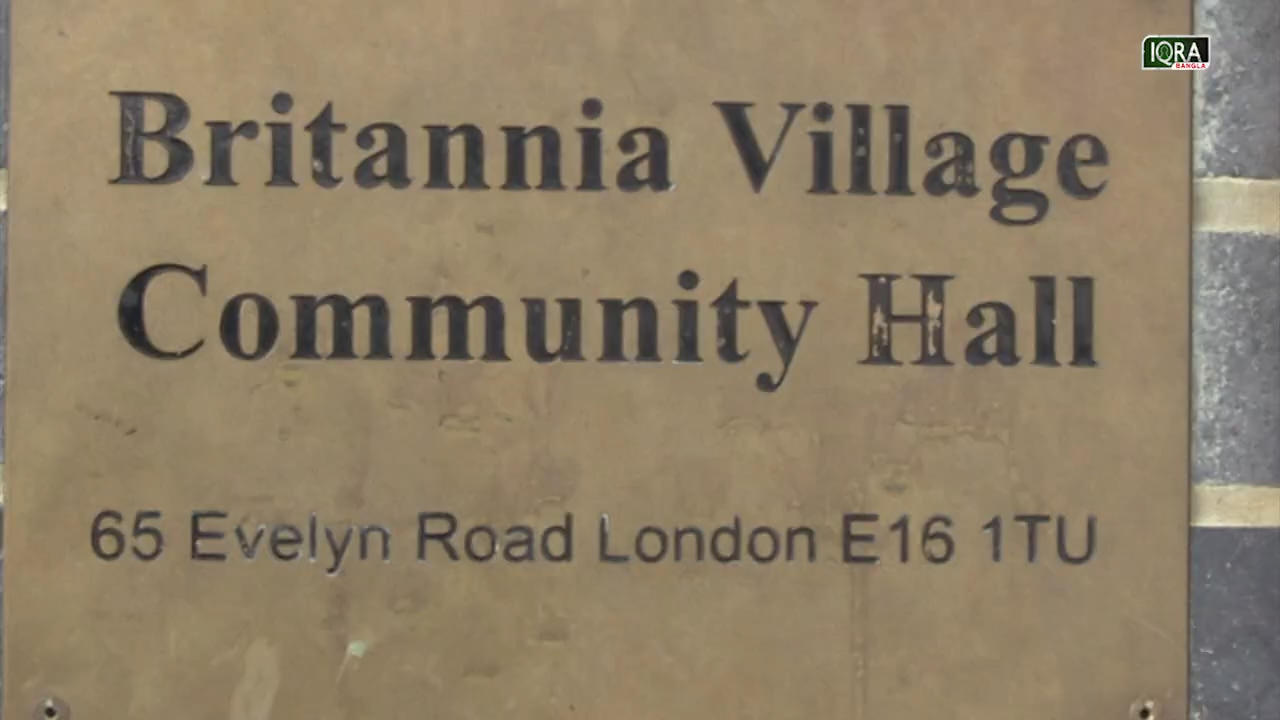 IQRA
BANGLA
Britannia Village
Community Hall
65 Evelyn Road London E16 1TU